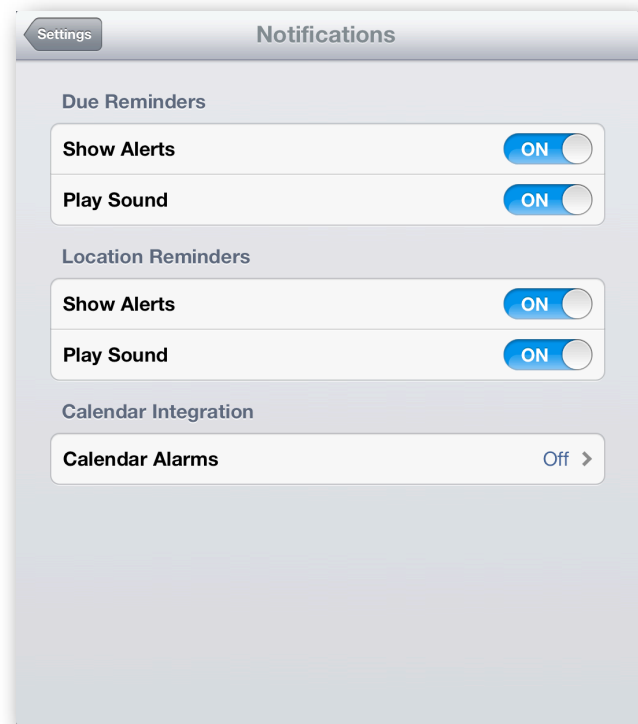 Settings
Notifications
Due Reminders
Show Alerts ON
Play Sound ON
Location Reminders
Show Alerts ON
Play Sound ON
Calendar Integration
Calendar Alarms Off